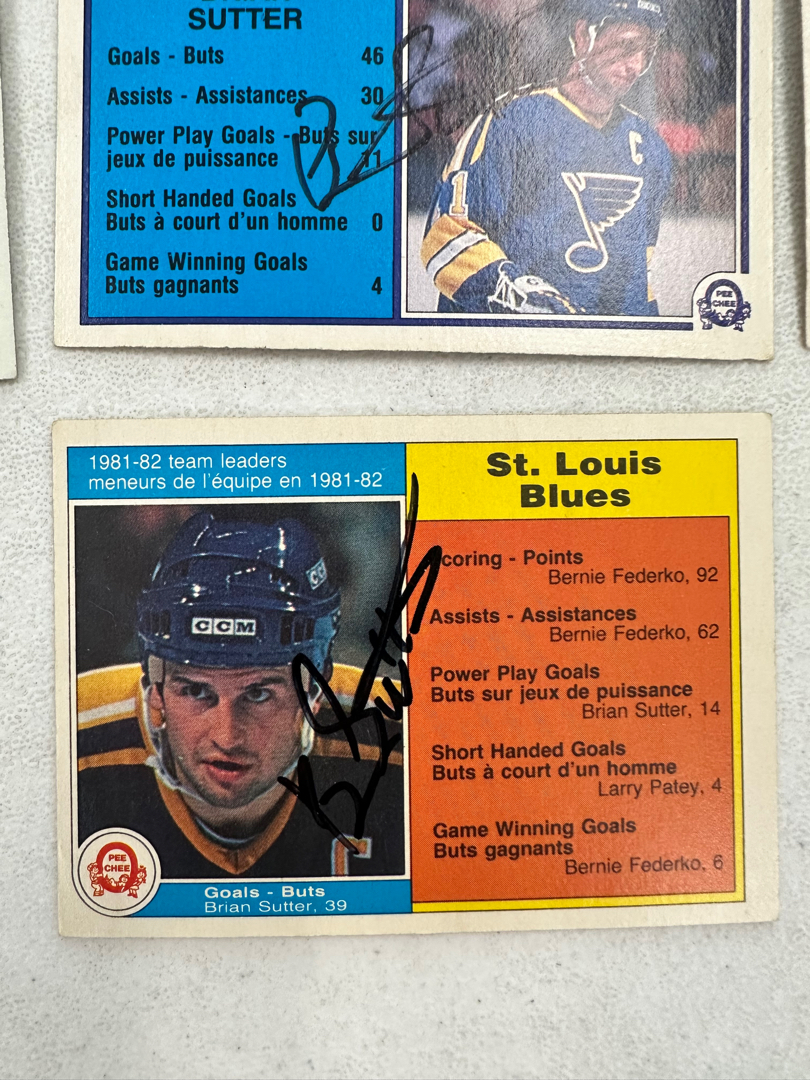 BRIAN
SUTTER
Goals - Buts 46
Assists - Assistances 30
Power Play Goals - Buts sur
jeux de puissance 11
Short Handed Goals
Buts à court d'un homme 0
Game Winning Goals
Buts gagnants 4
C
1
PEE
CHEE
1981-82 team leaders
meneurs de l'équipe en 1981-82
CCM
CCM
B Sutter
PEE
CHEE
Goals - Buts
Brian Sutter, 39
St. Louis
Blues
coring - Points
Bernie Federko, 92
Assists - Assistances
Bernie Federko, 62
Power Play Goals
Buts sur jeux de puissance
Brian Sutter, 14
Short Handed Goals
Buts à court d'un homme
Larry Patey, 4
Game Winning Goals
Buts gagnants
Bernie Federko, 6